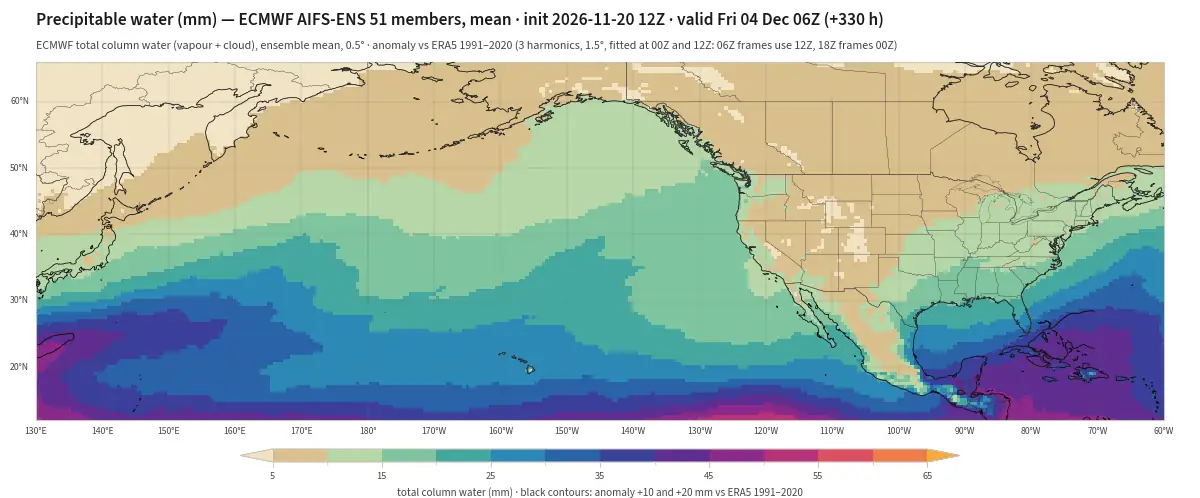 Precipitable water (mm) — ECMWF AIFS-ENS 51 members, mean · init 2026-11-20 12Z · valid Fri 04 Dec 06Z (+330 h)
ECMWF total column water (vapour + cloud), ensemble mean, 0.5° · anomaly vs ERA5 1991–2020 (3 harmonics, 1.5°, fitted at 00Z and 12Z: 06Z frames use 12Z, 18Z frames 00Z)
60°N
50°N
40°N
30°N
20°N
130°E 140°E 150°E 160°E 170°E 180° 170°W 160°W 150°W 140°W 130°W 120°W 110°W 100°W 90°W 80°W 70°W 60°W
5 15 25 35 45 55 65
total column water (mm) · black contours: anomaly +10 and +20 mm vs ERA5 1991–2020